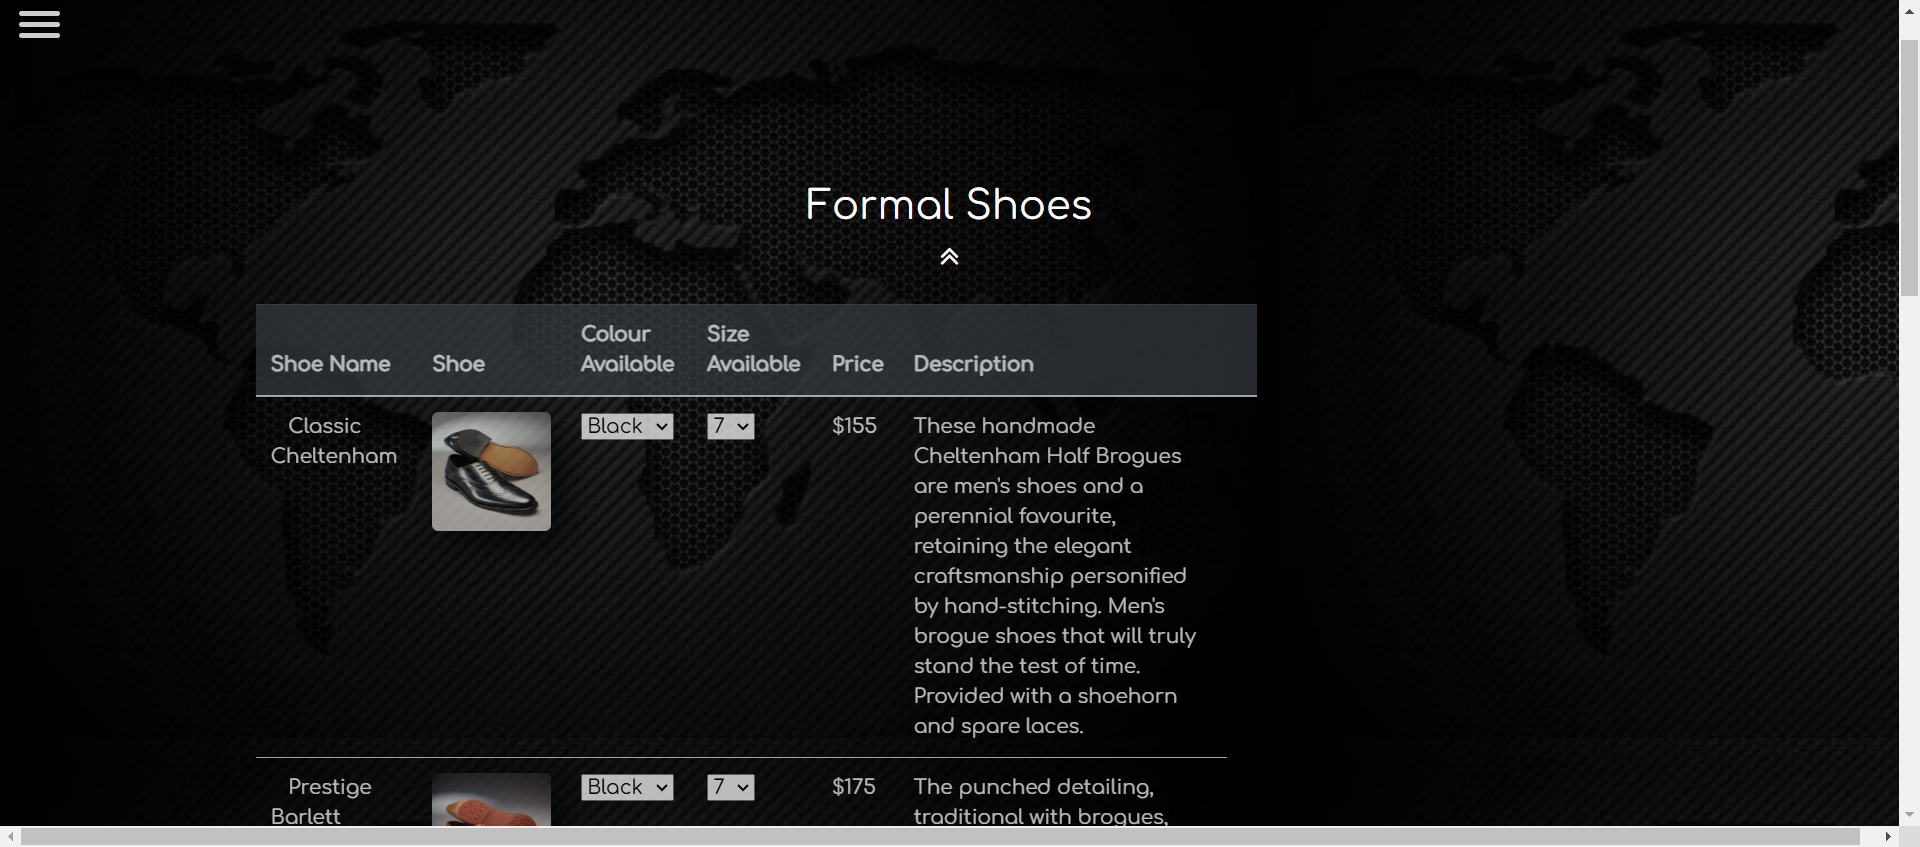 Formal Shoes
Shoe Name
Shoe
Colour
Available
Size
Available
Price
Description
Classic
Cheltenham
Black
7
$155
These handmade
Cheltenham Half Brogues
are men's shoes and a
perennial favourite,
retaining the elegant
craftsmanship personified
by hand-stitching. Men's
brogue shoes that will truly
stand the test of time.
Provided with a shoehorn
and spare laces.
Prestige
Barlett
Black
7
$175
The punched detailing,
traditional with brogues,